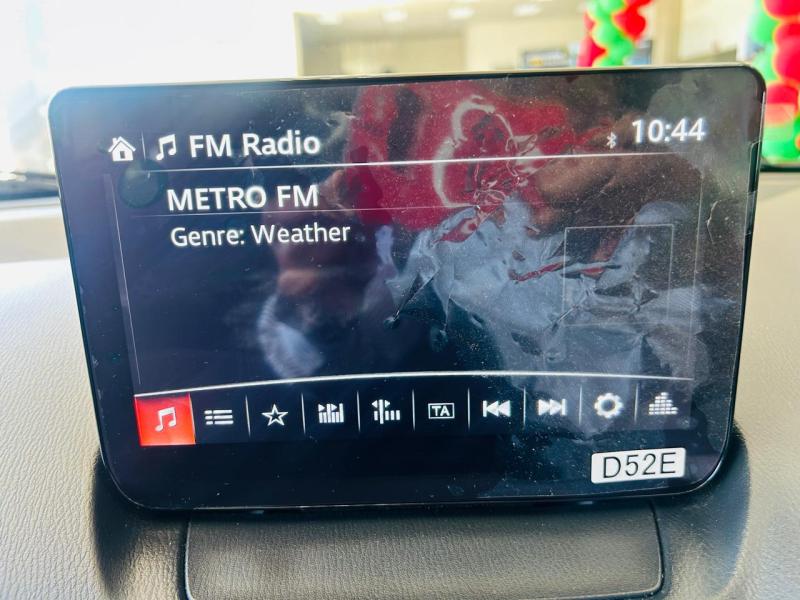 FM Radio
10:44
METRO FM
Genre: Weather
TA
D52E